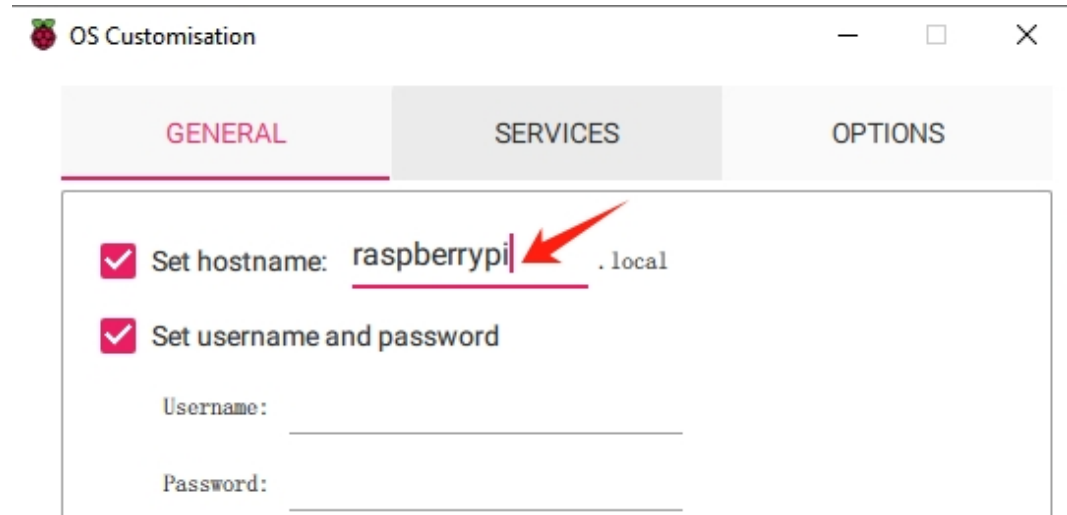 OS Customisation
GENERAL SERVICES OPTIONS
Set hostname: raspberrypi .local
Set username and password
Username:
Password: